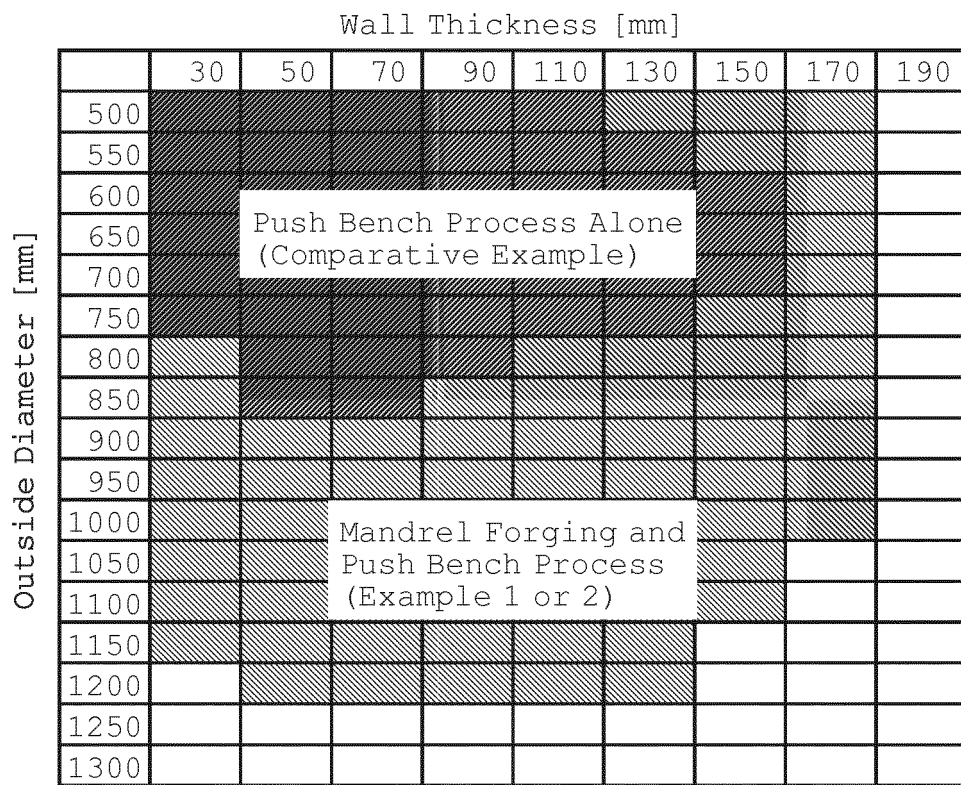 Wall Thickness [mm]
30 50 70 90 110 130 150 170 190
500
550
600
650
700
750
800
850
900
950
1000
1050
1100
1150
1200
1250
1300
Outside Diameter [mm]
Push Bench Process Alone
(Comparative Example)
Mandrel Forging and
Push Bench Process
(Example 1 or 2)